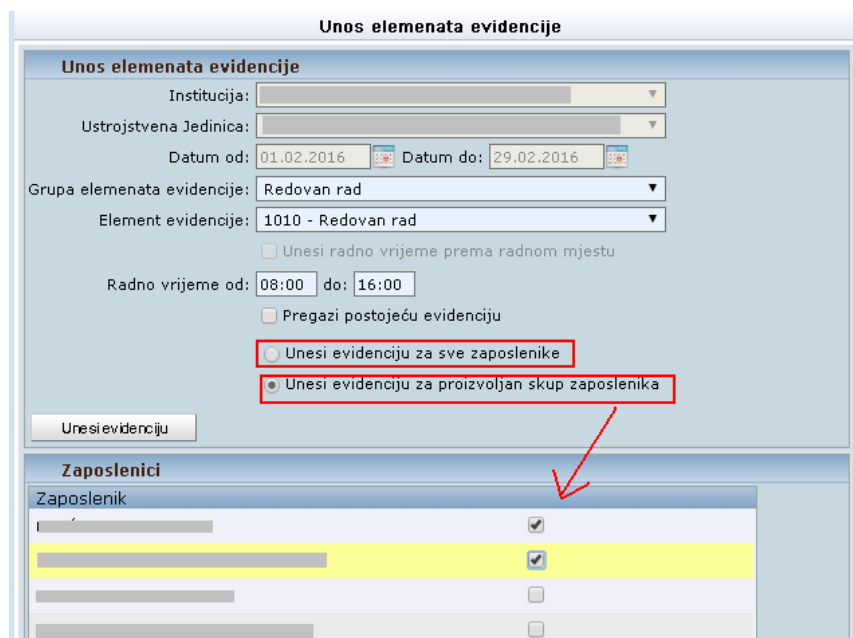 Unos elemenata evidencije
Unos elemenata evidencije
Institucija:
Ustrojstvena Jedinica:
Datum od: 01.02.2016 Datum do: 29.02.2016
Grupa elemenata evidencije: Redovan rad
Element evidencije: 1010 - Redovan rad
Unesi radno vrijeme prema radnom mjestu
Radno vrijeme od: 08:00 do: 16:00
Pregazi postojeću evidenciju
Unesi evidenciju za sve zaposlenike
Unesi evidenciju za proizvoljan skup zaposlenika
Unesi evidenciju
Zaposlenici
Zaposlenik